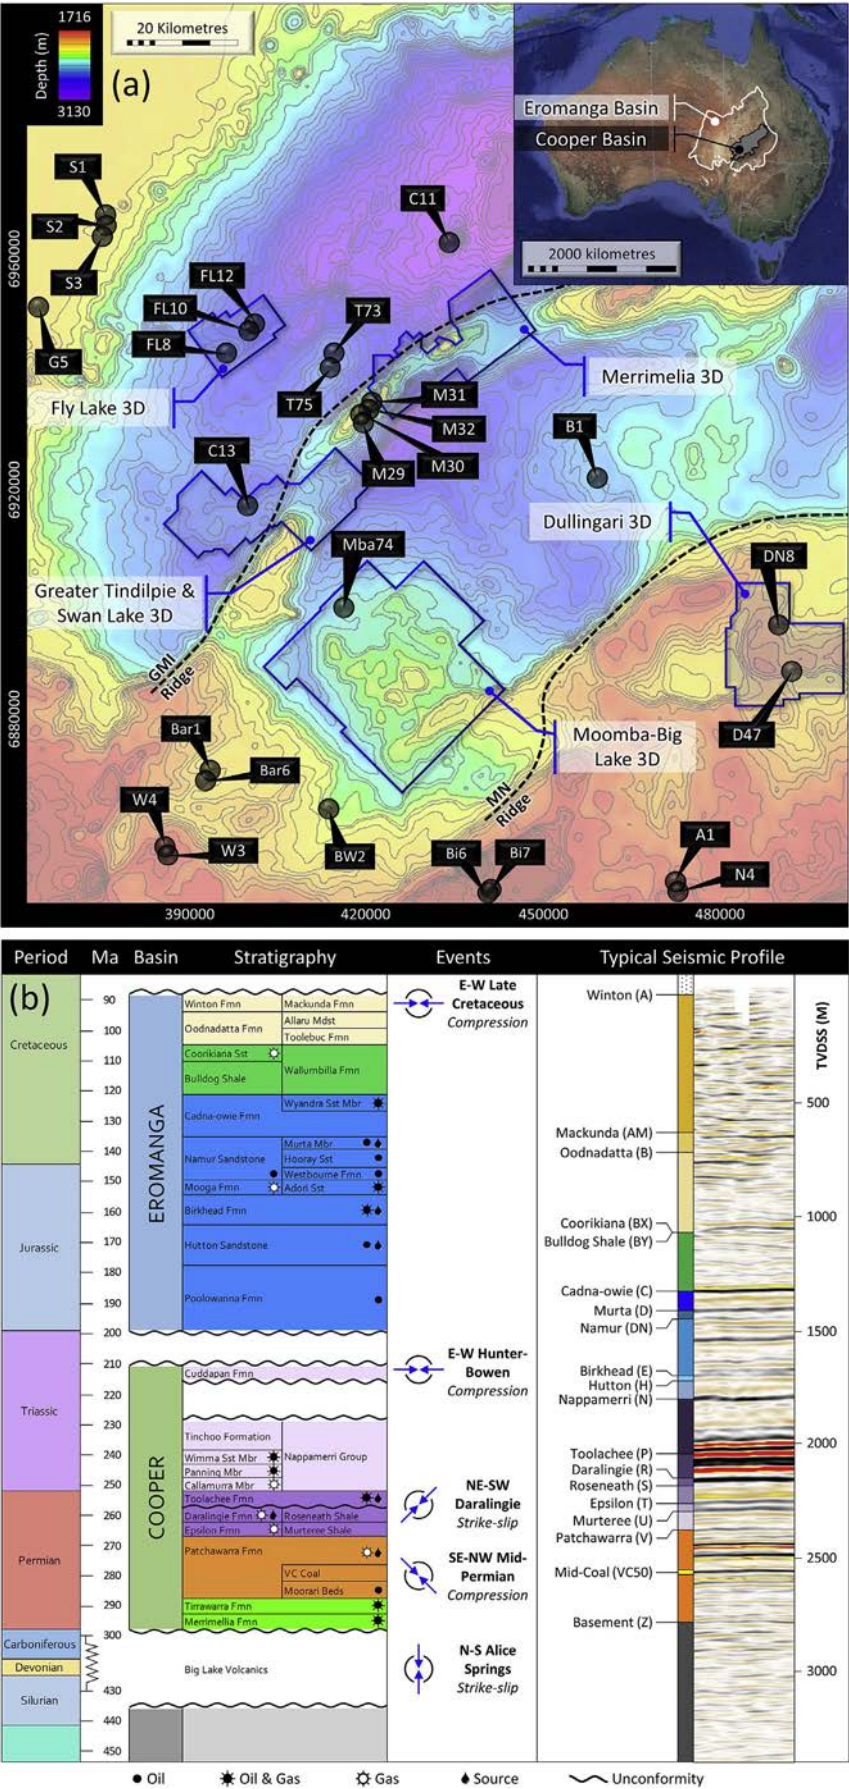 1716
Depth (m)
3130
20 Kilometres
(a)
Eromanga Basin
Cooper Basin
2000 kilometres
S1
S2
S3
G5
C11
FL12
FL10
FL8
T73
T75
Fly Lake 3D
Merrimelia 3D
M31
M32
M30
M29
B1
C13
Mba74
Dullingari 3D
DN8
D47
Greater Tindilpie &
Swan Lake 3D
GMI
Ridge
Moomba-Big
Lake 3D
MN
Ridge
Bar1
Bar6
W4
W3
BW2
Bi6
Bi7
A1
N4
6960000
6920000
6880000
390000
420000
450000
480000
Period
Ma
Basin
Stratigraphy
Events
Typical Seismic Profile
(b)
Cretaceous
Jurassic
Triassic
Permian
Carboniferous
Devonian
Silurian
90
100
110
120
130
140
150
160
170
180
190
200
210
220
230
240
250
260
270
280
290
300
430
440
450
EROMANGA
COOPER
Winton Fmn
Mackunda Fmn
Oodnadatta Fmn
Allaru Mdst
Toolebuc Fmn
Coorikiana Sst
Bulldog Shale
Wallumbilla Fmn
Wyandra Sst Mbr
Cadna-owie Fmn
Murta Mbr
Namur Sandstone
Hooray Sst
Westbourne Fmn
Mooga Fmn
Adori Sst
Birkhead Fmn
Hutton Sandstone
Poolowanna Fmn
Cuddapan Fmn
Tinchoo Formation
Nappamerri Group
Wimma Sst Mbr
Panning Mbr
Callamurra Mbr
Toolachee Fmn
Daralingie Fmn
Roseneath Shale
Epsilon Fmn
Murteree Shale
Patchawarra Fmn
VC Coal
Moorari Beds
Tirrawarra Fmn
Merrimellia Fmn
Big Lake Volcanics
E-W Late
Cretaceous
Compression
E-W Hunter-
Bowen
Compression
NE-SW
Daralingie
Strike-slip
SE-NW Mid-
Permian
Compression
N-S Alice
Springs
Strike-slip
Winton (A)
Mackunda (AM)
Oodnadatta (B)
Coorikiana (BX)
Bulldog Shale (BY)
Cadna-owie (C)
Murta (D)
Namur (DN)
Birkhead (E)
Hutton (H)
Nappamerri (N)
Toolachee (P)
Daralingie (R)
Roseneath (S)
Epsilon (T)
Murteree (U)
Patchawarra (V)
Mid-Coal (VC50)
Basement (Z)
TVDSS (M)
500
1000
1500
2000
2500
3000
Oil
Oil & Gas
Gas
Source
Unconformity